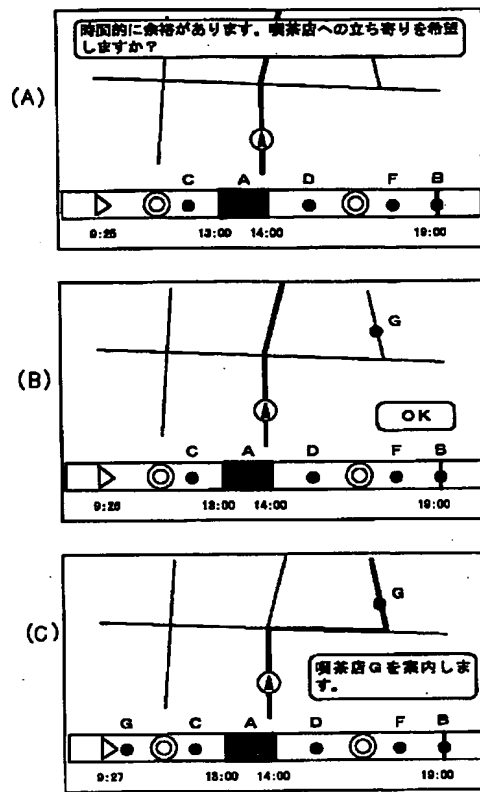 (A)
時間的に余裕があります。喫茶店への立ち寄りを希望
しますか？
C A D F B
9:25 13:00 14:00 19:00
(B)
G
OK
C A D F B
9:26 13:00 14:00 19:00
(C)
G
喫茶店Gを案内しま
す。
G C A D F B
9:27 13:00 14:00 19:00